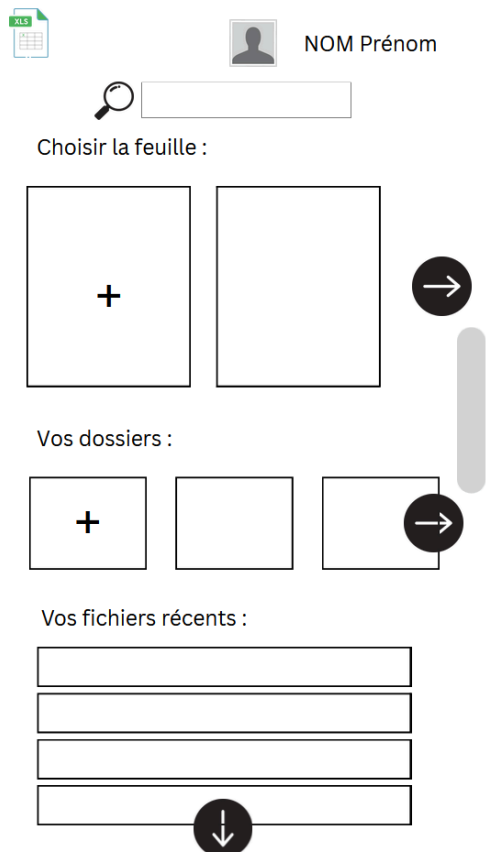 XLS
NOM Prénom
Choisir la feuille :
+
Vos dossiers :
+
Vos fichiers récents :